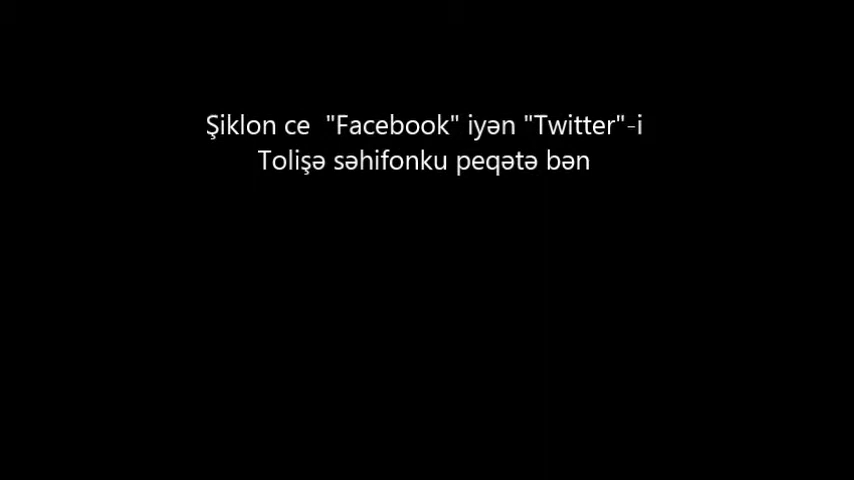 Şiklon ce "Facebook" iyən "Twitter"-i
Tolişə səhifonku peqətə bən